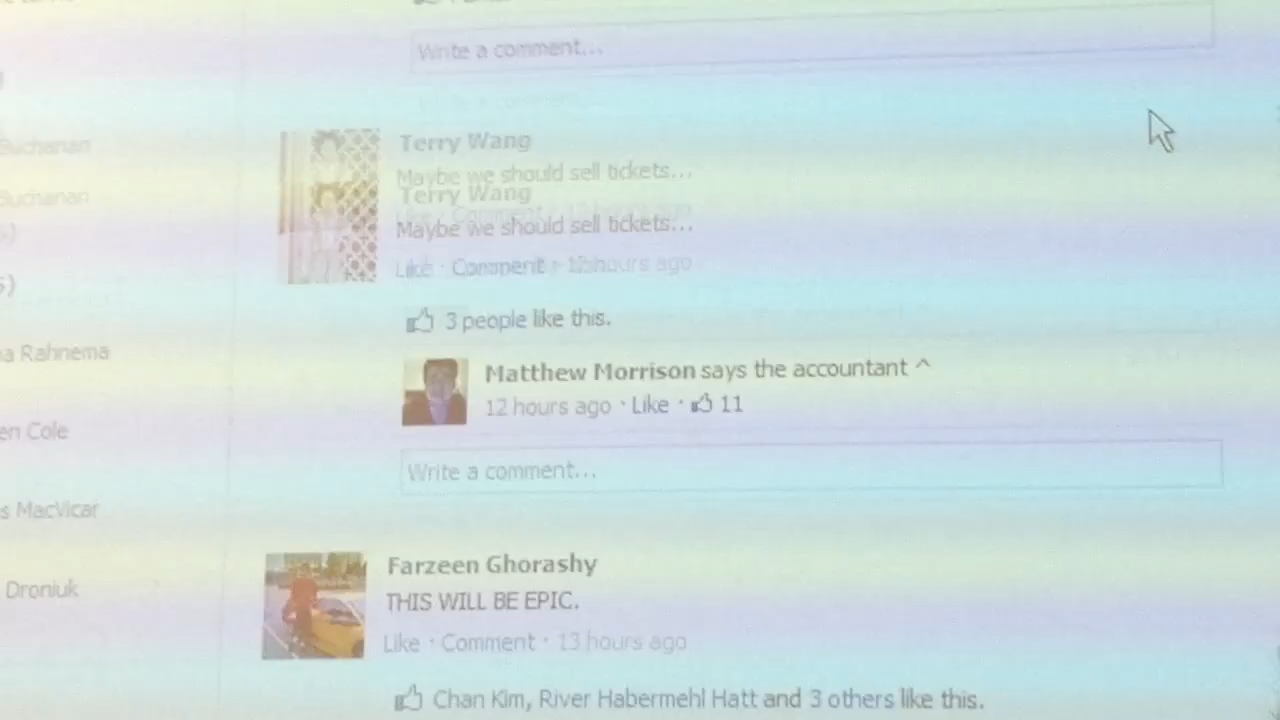 Write a comment...
Buchanan
Terry Wang
Maybe we should sell tickets...
Buchanan
Terry Wang
Maybe we should sell tickets...
Like · Comment · hours ago
3 people like this.
a Rahnema
Matthew Morrison says the accountant ^
12 hours ago · Like · 11
en Cole
Write a comment...
s MacVicar
Farzeen Ghorashy
Droniuk
THIS WILL BE EPIC.
Like · Comment · 13 hours ago
Chan Kim, River Habermehl Hatt and 3 others like this.